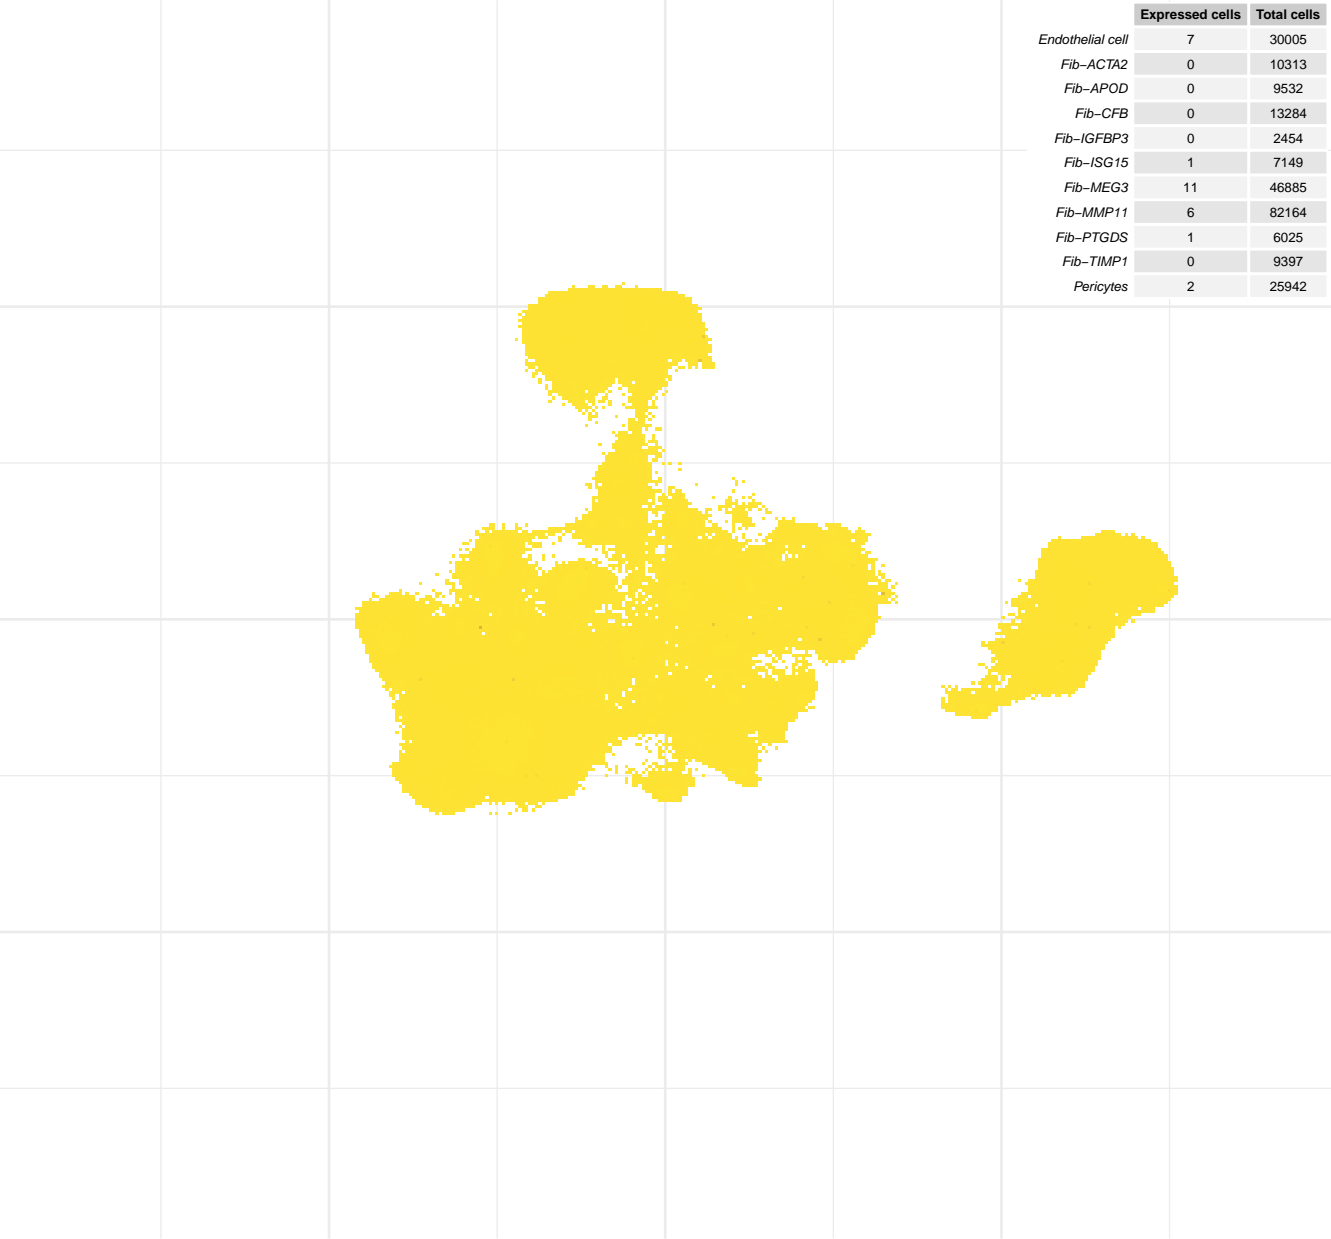 Expressed cells Total cells
Endothelial cell 7 30005
Fib−ACTA2 0 10313
Fib−APOD 0 9532
Fib−CFB 0 13284
Fib−IGFBP3 0 2454
Fib−ISG15 1 7149
Fib−MEG3 11 46885
Fib−MMP11 6 82164
Fib−PTGDS 1 6025
Fib−TIMP1 0 9397
Pericytes 2 25942